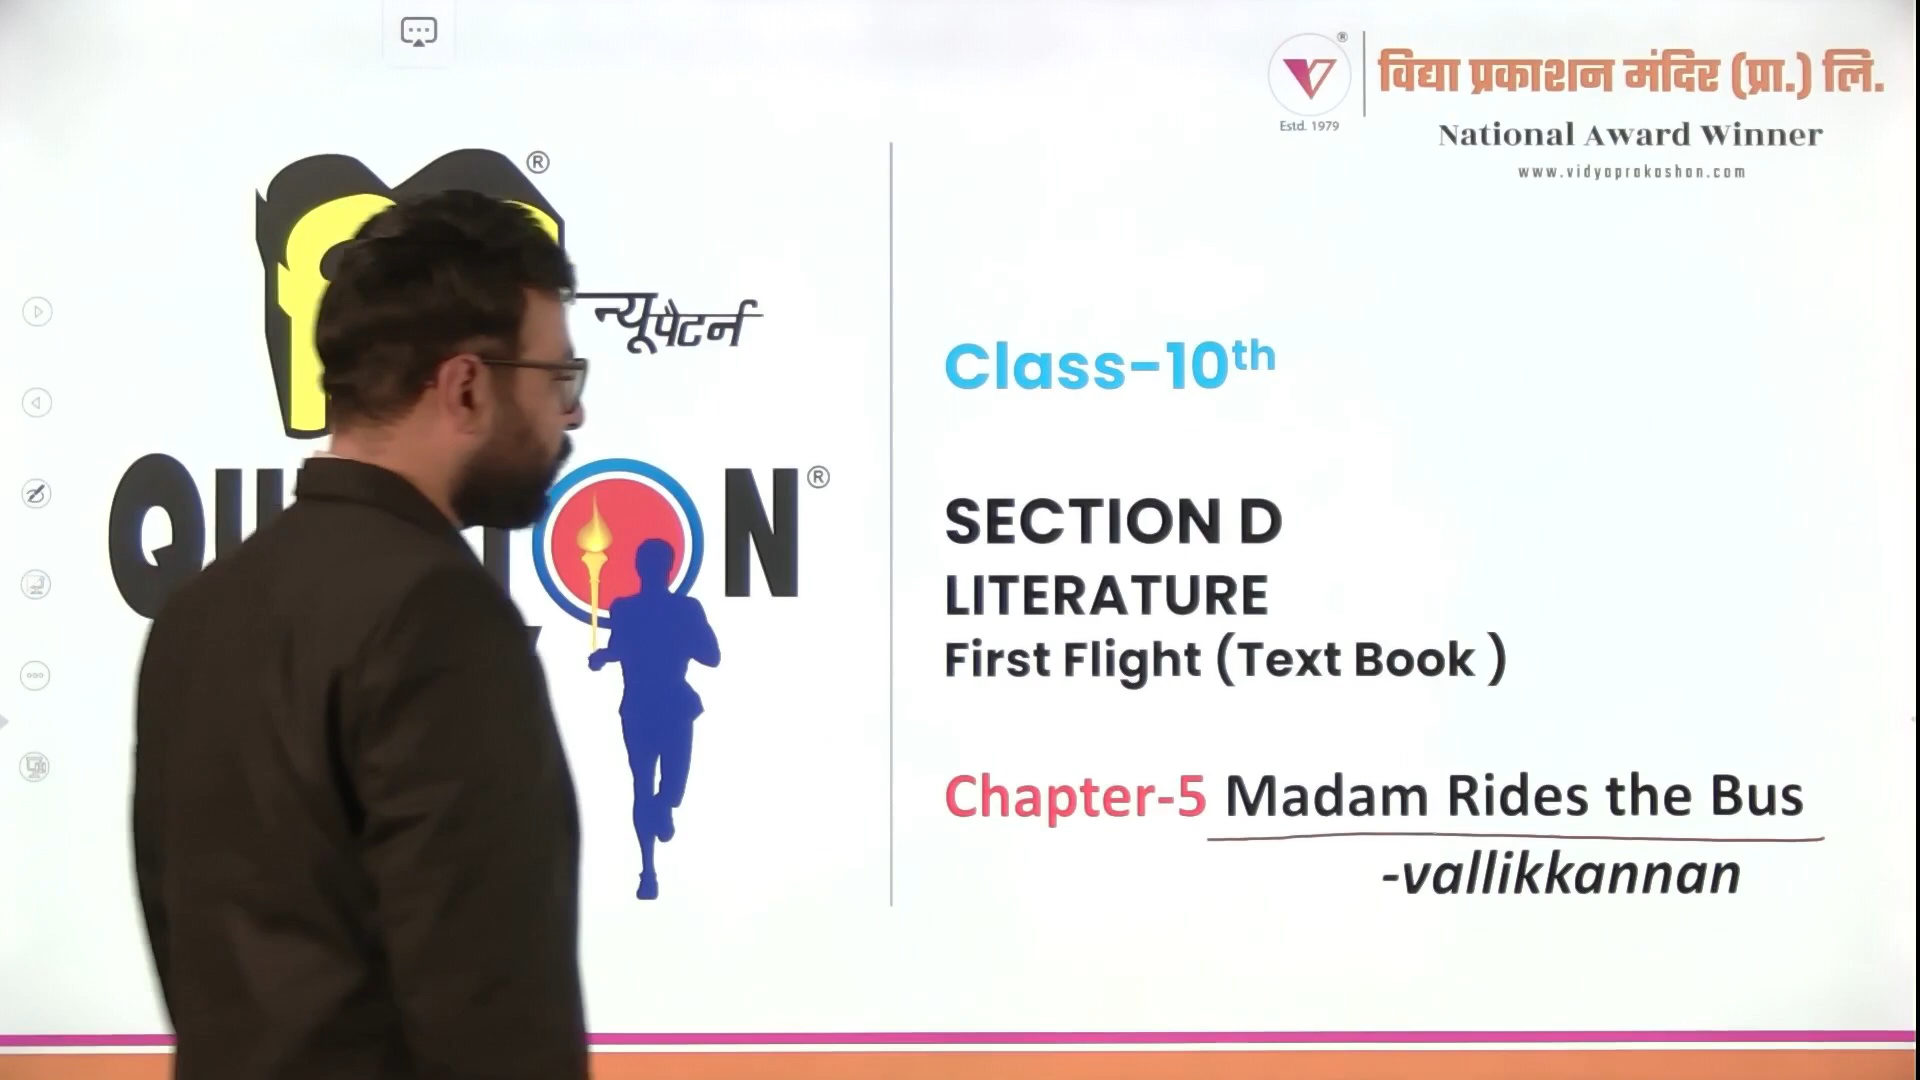 ®
विद्या प्रकाशन मंदिर (प्रा.) लि.
Estd. 1979
National Award Winner
www.vidyaprakashan.com
®
न्यू पैटर्न
N®
Class-10th
SECTION D
LITERATURE
First Flight (Text Book )
Chapter-5 Madam Rides the Bus
-vallikkannan